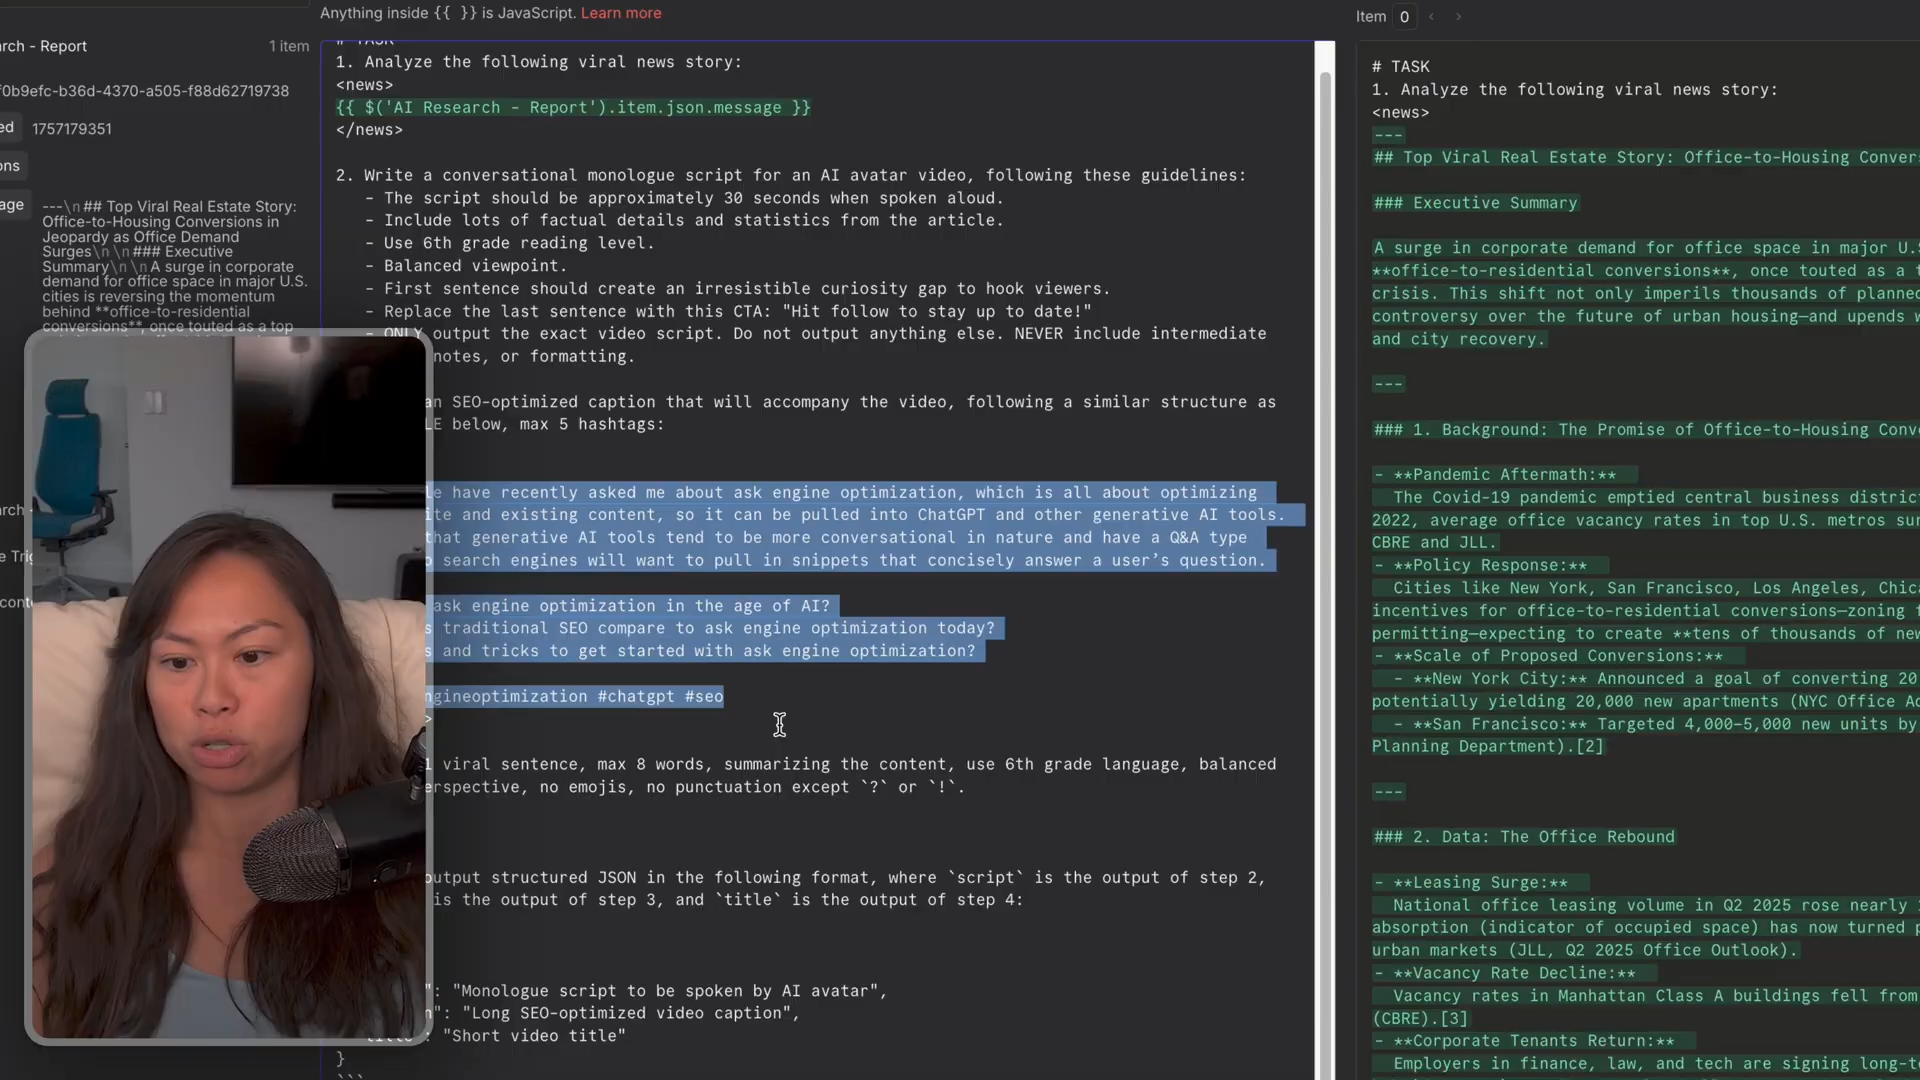 Anything inside {{ }} is JavaScript. Learn more
Item 0
rch - Report 1 item
f0b9efc-b36d-4370-a505-f88d62719738
ed 1757179351
ons
age
---\n ## Top Viral Real Estate Story:
Office-to-Housing Conversions in
Jeopardy as Office Demand
Surges\n\n### Executive
Summary\n\nA surge in corporate
demand for office space in major U.S.
cities is reversing the momentum
behind **office-to-residential
conversions**, once touted as a top
# TASK
1. Analyze the following viral news story:
<news>
{{ $('AI Research - Report').item.json.message }}
</news>
2. Write a conversational monologue script for an AI avatar video, following these guidelines:
- The script should be approximately 30 seconds when spoken aloud.
- Include lots of factual details and statistics from the article.
- Use 6th grade reading level.
- Balanced viewpoint.
- First sentence should create an irresistible curiosity gap to hook viewers.
- Replace the last sentence with this CTA: "Hit follow to stay up to date!"
- ONLY output the exact video script. Do not output anything else. NEVER include intermediate
notes, or formatting.
an SEO-optimized caption that will accompany the video, following a similar structure as
LE below, max 5 hashtags:
le have recently asked me about ask engine optimization, which is all about optimizing
ite and existing content, so it can be pulled into ChatGPT and other generative AI tools.
that generative AI tools tend to be more conversational in nature and have a Q&A type
o search engines will want to pull in snippets that concisely answer a user’s question.
ask engine optimization in the age of AI?
s traditional SEO compare to ask engine optimization today?
s and tricks to get started with ask engine optimization?
ngineoptimization #chatgpt #seo
>
1 viral sentence, max 8 words, summarizing the content, use 6th grade language, balanced
erspective, no emojis, no punctuation except `?` or `!`.
output structured JSON in the following format, where `script` is the output of step 2,
is the output of step 3, and `title` is the output of step 4:
": "Monologue script to be spoken by AI avatar",
n": "Long SEO-optimized video caption",
": "Short video title"
}
```
rch -
e Trig
cont
# TASK
1. Analyze the following viral news story:
<news>
---
## Top Viral Real Estate Story: Office-to-Housing Convers
### Executive Summary
A surge in corporate demand for office space in major U.S
**office-to-residential conversions**, once touted as a t
crisis. This shift not only imperils thousands of planned
controversy over the future of urban housing—and upends w
and city recovery.
---
### 1. Background: The Promise of Office-to-Housing Conv
- **Pandemic Aftermath:**
The Covid-19 pandemic emptied central business district
2022, average office vacancy rates in top U.S. metros sur
CBRE and JLL.
- **Policy Response:**
Cities like New York, San Francisco, Los Angeles, Chica
incentives for office-to-residential conversions—zoning f
permitting—expecting to create **tens of thousands of new
- **Scale of Proposed Conversions:**
- **New York City:** Announced a goal of converting 20
potentially yielding 20,000 new apartments (NYC Office Ad
- **San Francisco:** Targeted 4,000–5,000 new units by
Planning Department).[2]
---
### 2. Data: The Office Rebound
- **Leasing Surge:**
National office leasing volume in Q2 2025 rose nearly
absorption (indicator of occupied space) has now turned p
urban markets (JLL, Q2 2025 Office Outlook).
- **Vacancy Rate Decline:**
Vacancy rates in Manhattan Class A buildings fell from
(CBRE).[3]
- **Corporate Tenants Return:**
Employers in finance, law, and tech are signing long-t